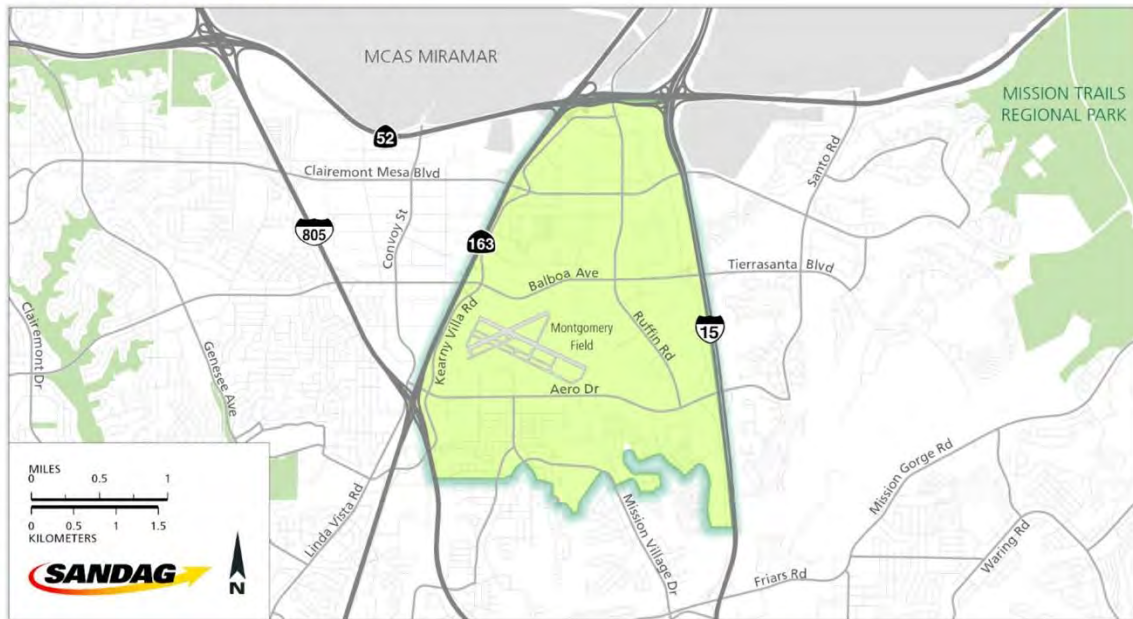 MCAS MIRAMAR
MISSION TRAILS
REGIONAL PARK
52
Santo Rd
Clairemont Mesa Blvd
805
Convoy St
163
Tierrasanta Blvd
Balboa Ave
Kearny Villa Rd
Montgomery
Field
Ruffin Rd
15
Clairemont Dr
Genesee Ave
Aero Dr
Mission Gorge Rd
MILES
0 0.5 1
0 0.5 1 1.5
KILOMETERS
Linda Vista Rd
Mission Village Dr
Waring Rd
Friars Rd
SANDAG
N